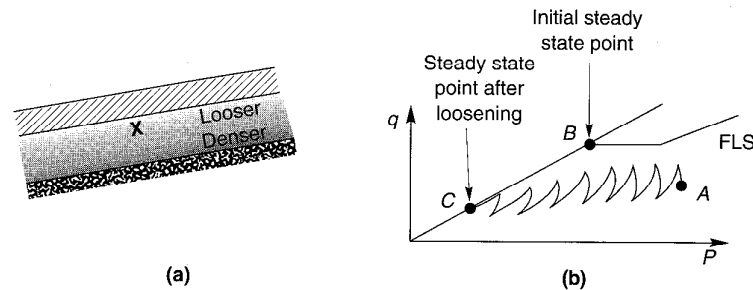 Looser
X
Denser
(a)
Initial steady
state point
Steady state
point after
loosening
q
B
FLS
C
A
P
(b)